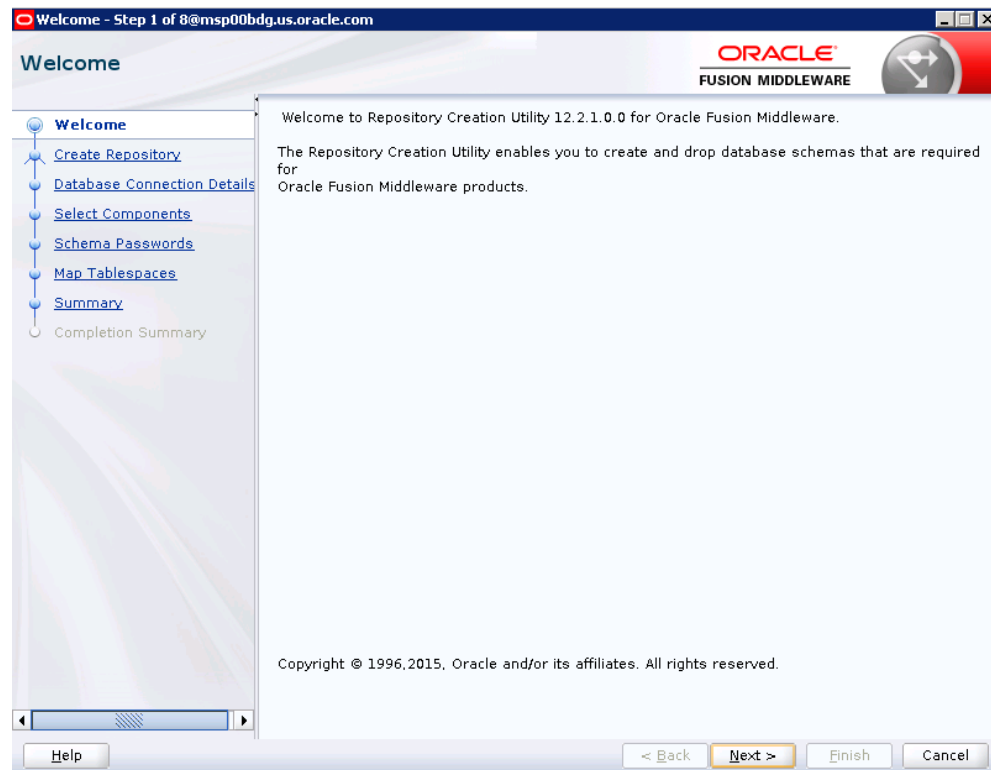 Welcome - Step 1 of 8@msp00bdg.us.oracle.com
Welcome
ORACLE
FUSION MIDDLEWARE
Welcome
Create Repository
Database Connection Details
Select Components
Schema Passwords
Map Tablespaces
Summary
Completion Summary
Welcome to Repository Creation Utility 12.2.1.0.0 for Oracle Fusion Middleware.
The Repository Creation Utility enables you to create and drop database schemas that are required
for
Oracle Fusion Middleware products.
Copyright © 1996,2015, Oracle and/or its affiliates. All rights reserved.
Help
< Back
Next >
Finish
Cancel